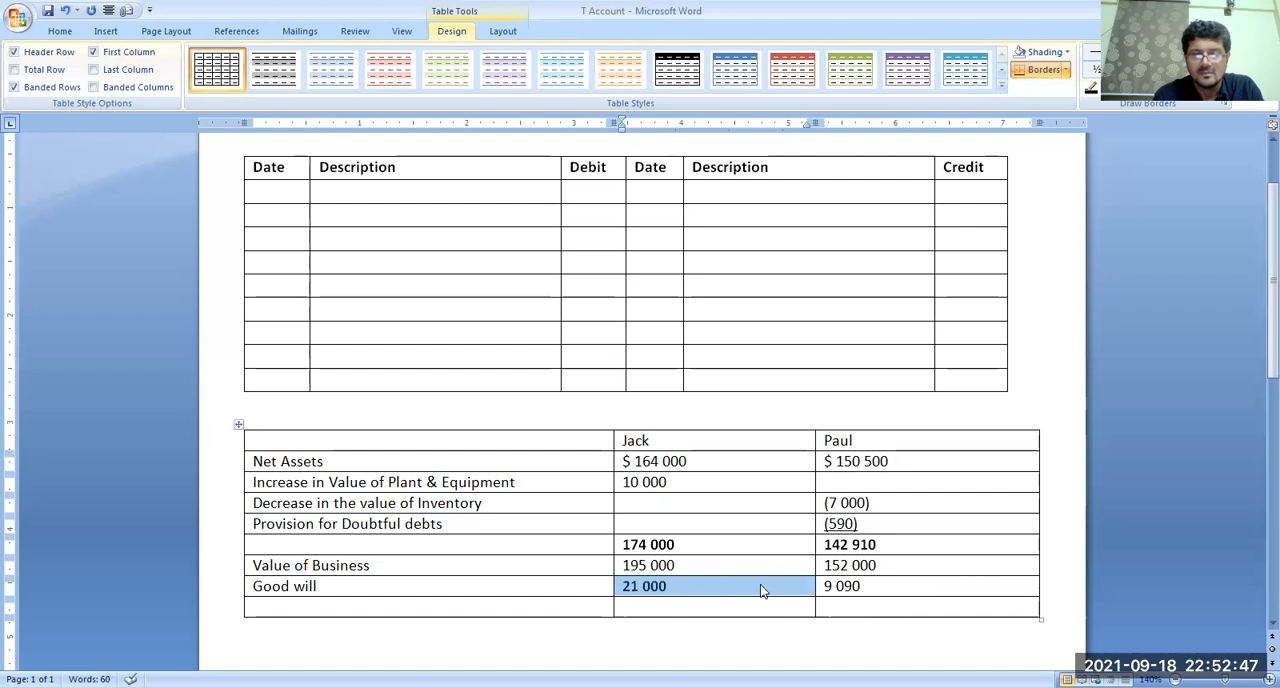 Table Tools
T Account - Microsoft Word
Home Insert Page Layout References Mailings Review View Design Layout
Header Row First Column
Total Row Last Column
Banded Rows Banded Columns
Table Style Options
Table Styles
Shading
Borders
Draw Borders
Date Description Debit Date Description Credit
Jack Paul
Net Assets $ 164 000 $ 150 500
Increase in Value of Plant & Equipment 10 000
Decrease in the value of Inventory (7 000)
Provision for Doubtful debts (590)
174 000 142 910
Value of Business 195 000 152 000
Good will 21 000 9 090
2021-09-18 22:52:47
Page: 1 of 1 Words: 60 140%